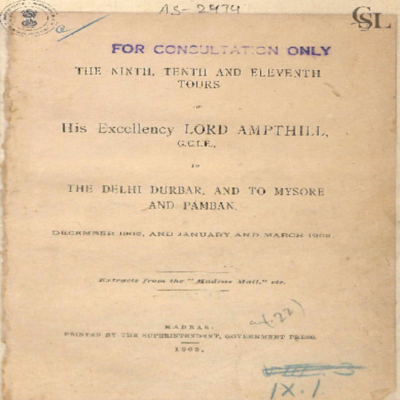 AS-2474
CSL
FOR CONSULTATION ONLY
THE NINTH, TENTH AND ELEVENTH
TOURS
OF
His Excellency LORD AMPTHILL,
G.C.I.E.,
TO
THE DELHI DURBAR, AND TO MYSORE
AND PAMBAN.
DECEMBER 1902, AND JANUARY AND MARCH 1903.
Extracts from the "Madras Mail," etc.
MADRAS:
PRINTED BY THE SUPERINTENDENT, GOVERNMENT PRESS.
1903.
IX.1.